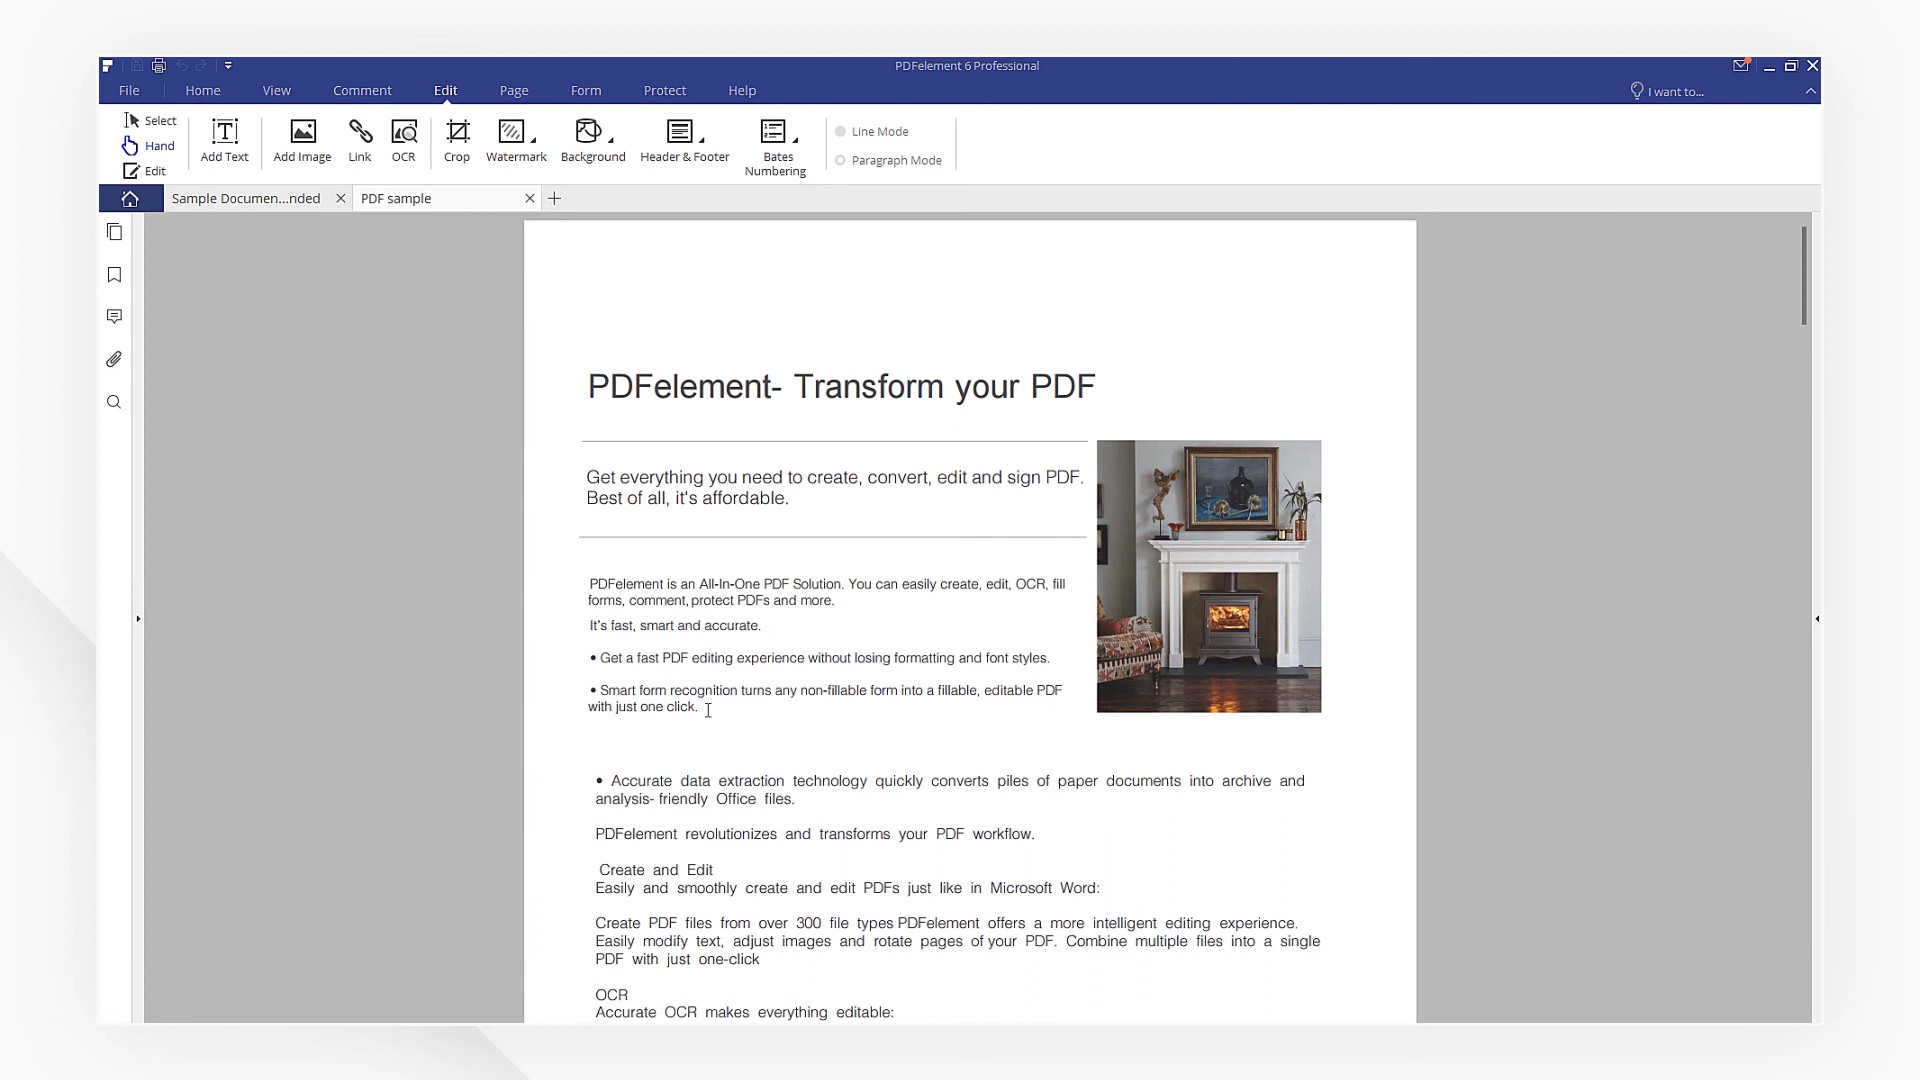 PDFelement 6 Professional
File Home View Comment Edit Page Form Protect Help I want to...
Select
Hand
Edit
Add Text
Add Image Link OCR
Crop Watermark Background Header & Footer Bates
Numbering
Line Mode
Paragraph Mode
Sample Documen...nded PDF sample
PDFelement- Transform your PDF
Get everything you need to create, convert, edit and sign PDF.
Best of all, it's affordable.
PDFelement is an All-In-One PDF Solution. You can easily create, edit, OCR, fill
forms, comment, protect PDFs and more.
It's fast, smart and accurate.
• Get a fast PDF editing experience without losing formatting and font styles.
• Smart form recognition turns any non-fillable form into a fillable, editable PDF
with just one click.
• Accurate data extraction technology quickly converts piles of paper documents into archive and
analysis- friendly Office files.
PDFelement revolutionizes and transforms your PDF workflow.
Create and Edit
Easily and smoothly create and edit PDFs just like in Microsoft Word:
Create PDF files from over 300 file types PDFelement offers a more intelligent editing experience.
Easily modify text, adjust images and rotate pages of your PDF. Combine multiple files into a single
PDF with just one-click
OCR
Accurate OCR makes everything editable: